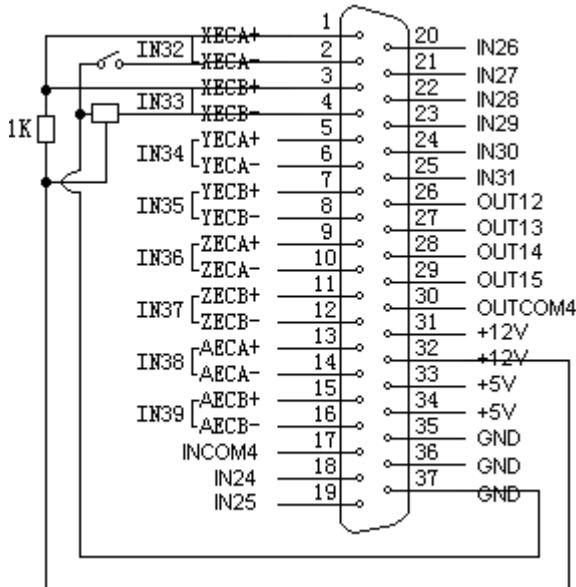 1 XECA+
IN32
2 XECA-
3 XECB+
IN33
4 XECB-
1K
5 YECA+
IN34
6 YECA-
7 YECB+
IN35
8 YECB-
9 ZECA+
IN36
10 ZECA-
11 ZECB+
IN37
12 ZECB-
13 AECA+
IN38
14 AECA-
15 AECB+
IN39
16 AECB-
17 INCOM4
18 IN24
19 IN25
20 IN26
21 IN27
22 IN28
23 IN29
24 IN30
25 IN31
26 OUT12
27 OUT13
28 OUT14
29 OUT15
30 OUTCOM4
31 +12V
32 +12V
33 +5V
34 +5V
35 GND
36 GND
37 GND